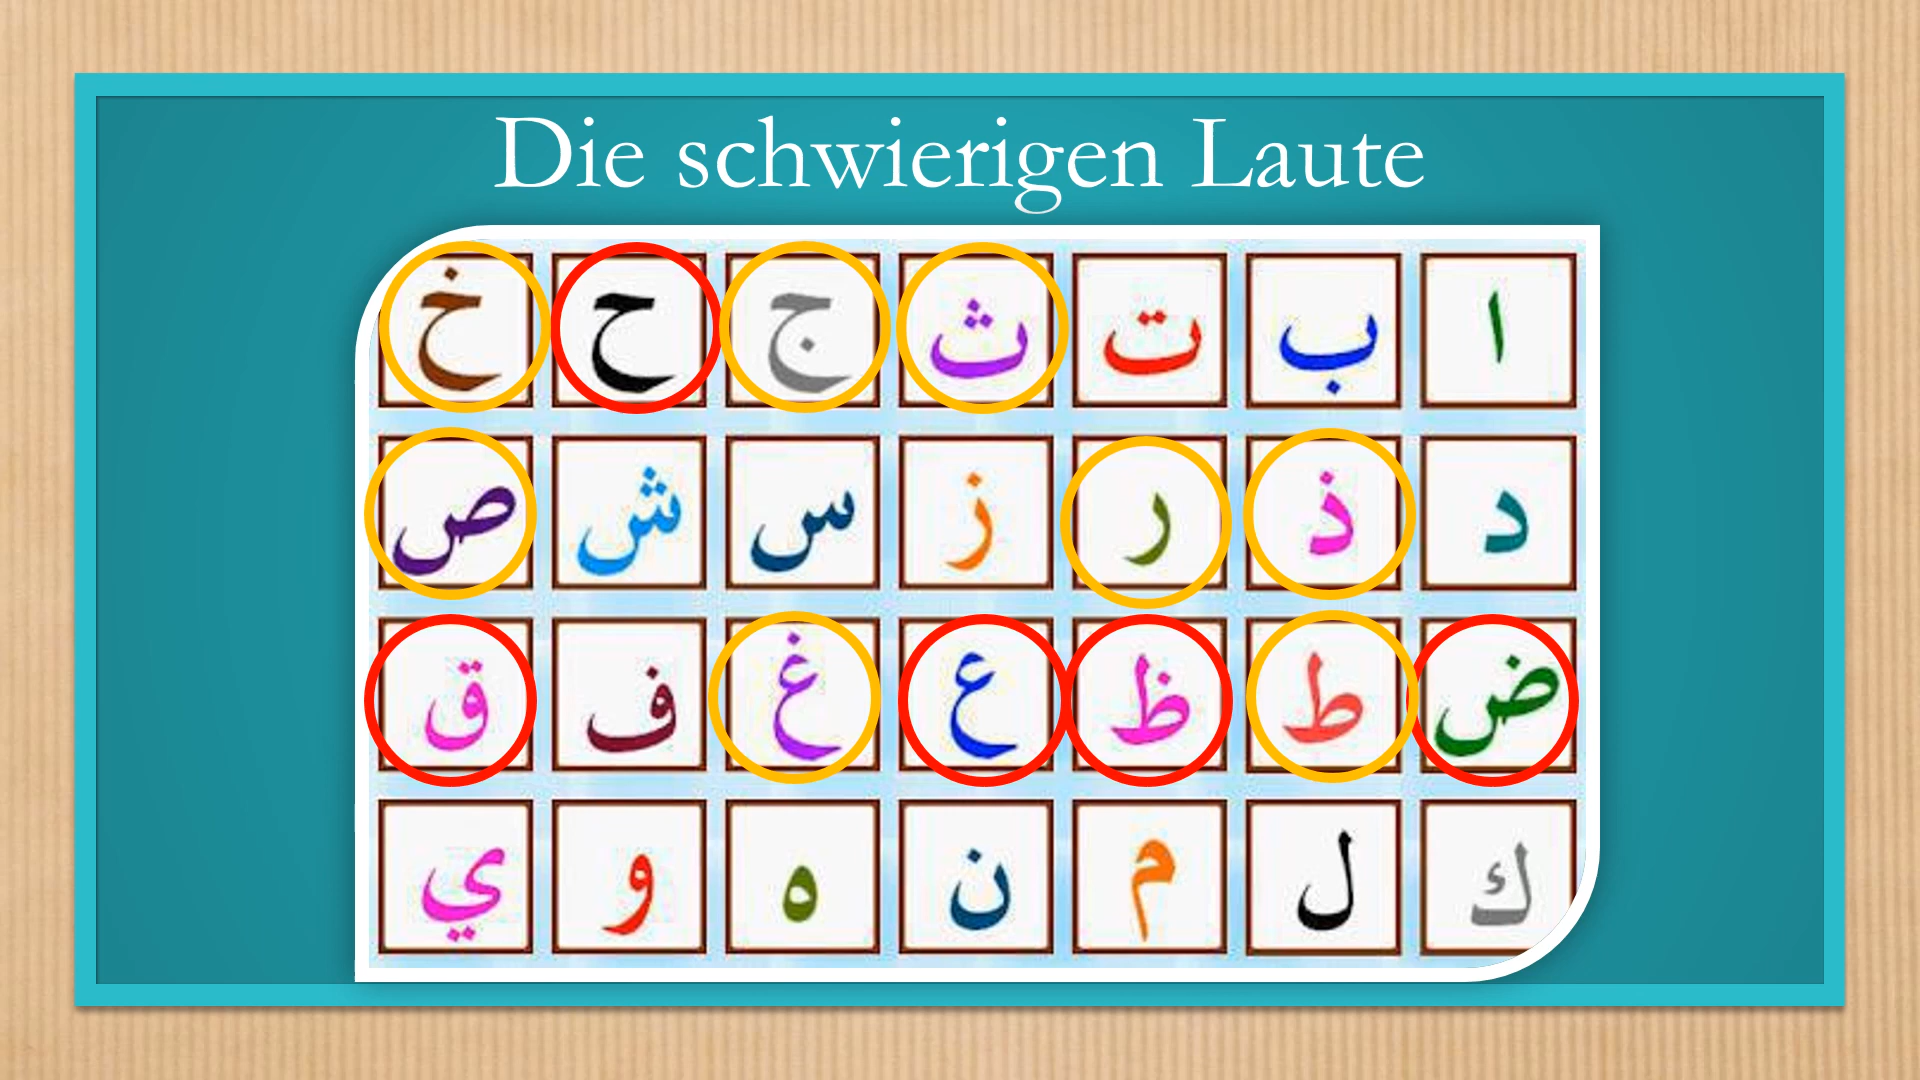 Die schwierigen Laute
ا ب ت ث ج ح خ
د ذ ر ز س ش ص
ض ط ظ ع غ ف ق
ك ل م ن ه و ي